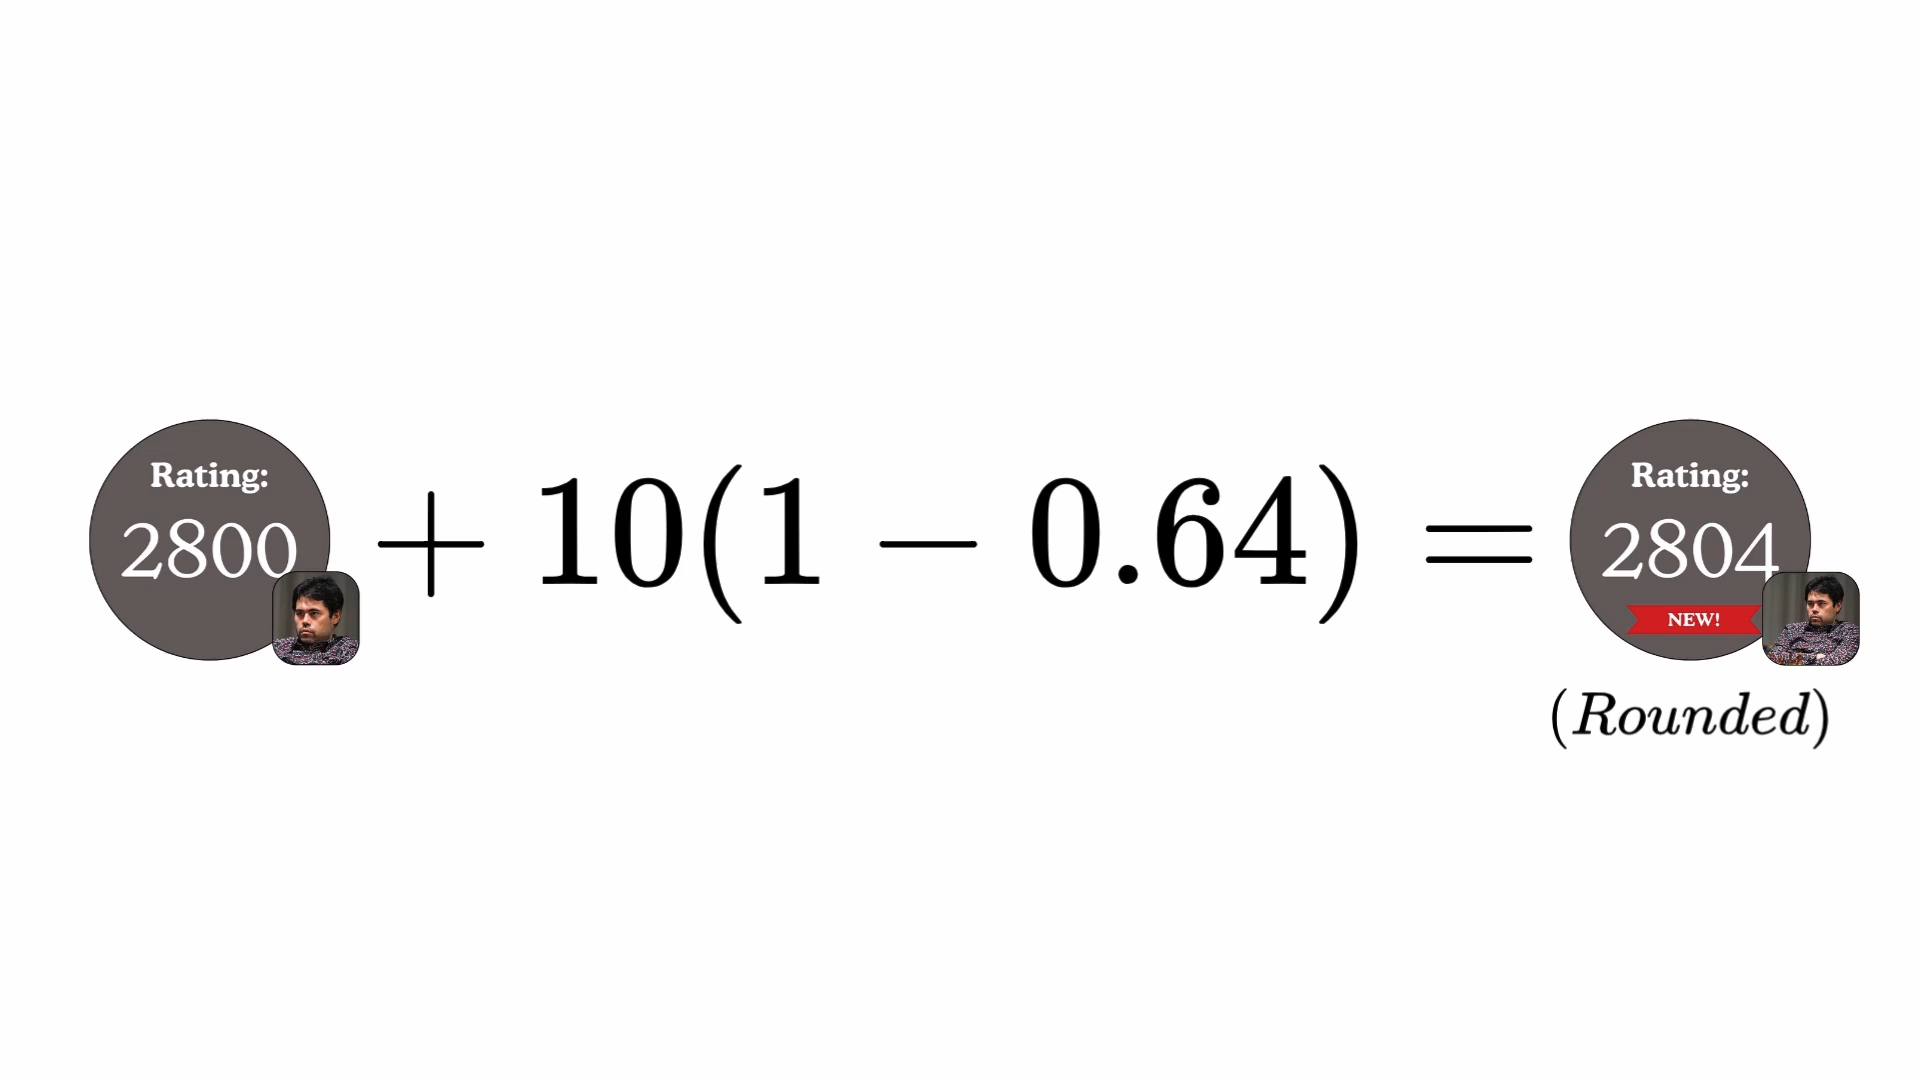 Rating:
2800
+ 10(1 − 0.64) =
Rating:
2804
NEW!
(Rounded)